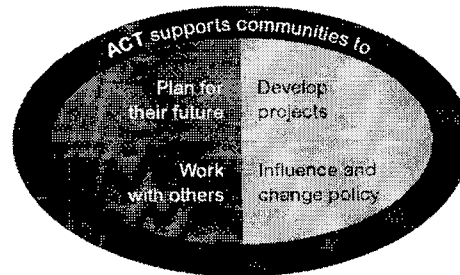 ACT supports communities to
Plan for
their future
Develop
projects
Work
with others
Influence and
change policy